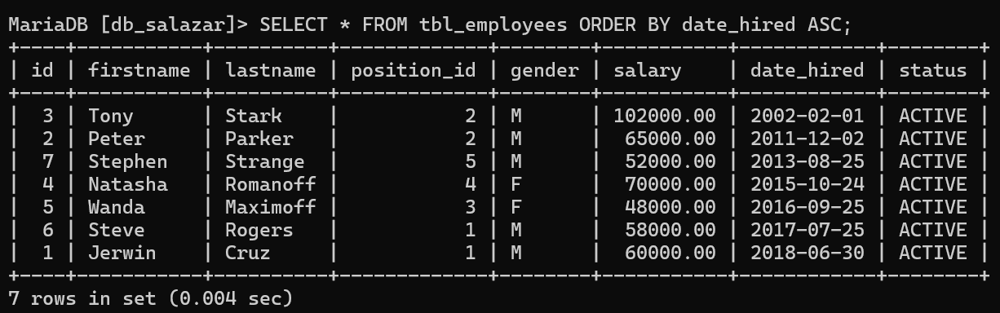 MariaDB [db_salazar]> SELECT * FROM tbl_employees ORDER BY date_hired ASC;
+----+-----------+----------+-------------+--------+-----------+------------+--------+
| id | firstname | lastname | position_id | gender | salary    | date_hired | status |
+----+-----------+----------+-------------+--------+-----------+------------+--------+
|  3 | Tony      | Stark    |           2 | M      | 102000.00 | 2002-02-01 | ACTIVE |
|  2 | Peter     | Parker   |           2 | M      |  65000.00 | 2011-12-02 | ACTIVE |
|  7 | Stephen   | Strange  |           5 | M      |  52000.00 | 2013-08-25 | ACTIVE |
|  4 | Natasha   | Romanoff |           4 | F      |  70000.00 | 2015-10-24 | ACTIVE |
|  5 | Wanda     | Maximoff |           3 | F      |  48000.00 | 2016-09-25 | ACTIVE |
|  6 | Steve     | Rogers   |           1 | M      |  58000.00 | 2017-07-25 | ACTIVE |
|  1 | Jerwin    | Cruz     |           1 | M      |  60000.00 | 2018-06-30 | ACTIVE |
+----+-----------+----------+-------------+--------+-----------+------------+--------+
7 rows in set (0.004 sec)